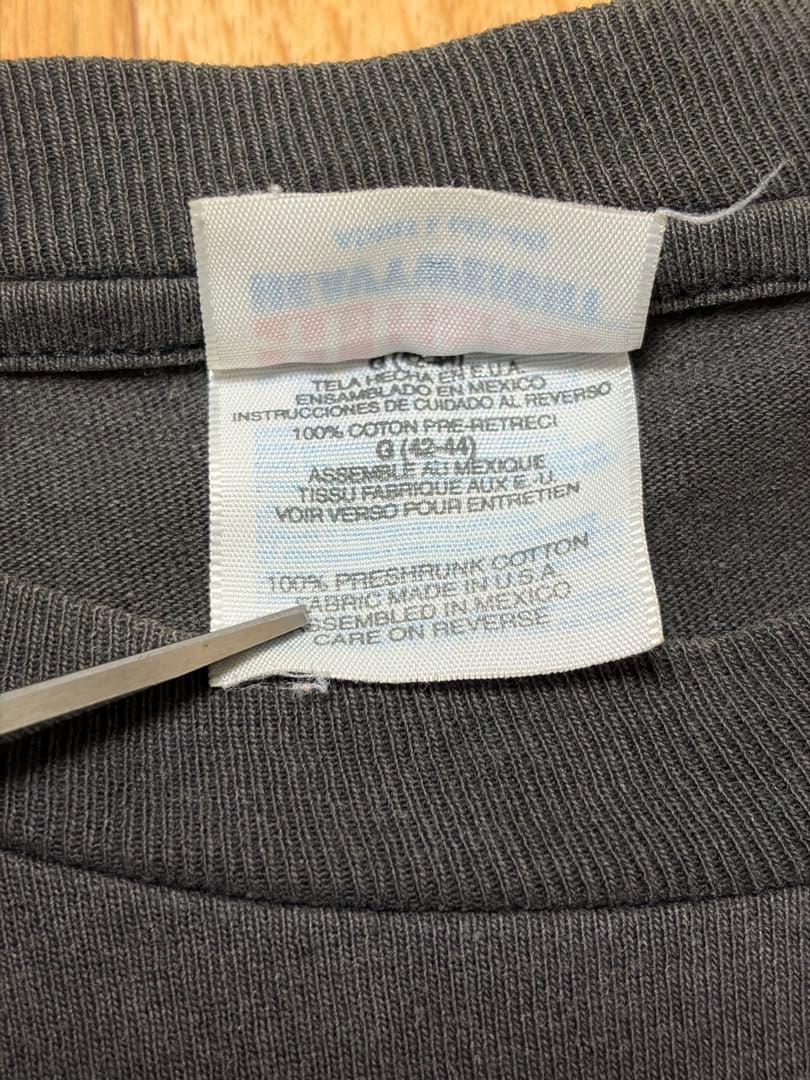 G (42-44)
TELA HECHA EN E.U.A.
ENSAMBLADO EN MEXICO
INSTRUCCIONES DE CUIDADO AL REVERSO
100% COTON PRE-RETRECI
G (42-44)
ASSEMBLE AU MEXIQUE
TISSU FABRIQUE AUX E.-U.
VOIR VERSO POUR ENTRETIEN
100% PRESHRUNK COTTON
FABRIC MADE IN U.S.A.
ASSEMBLED IN MEXICO
CARE ON REVERSE